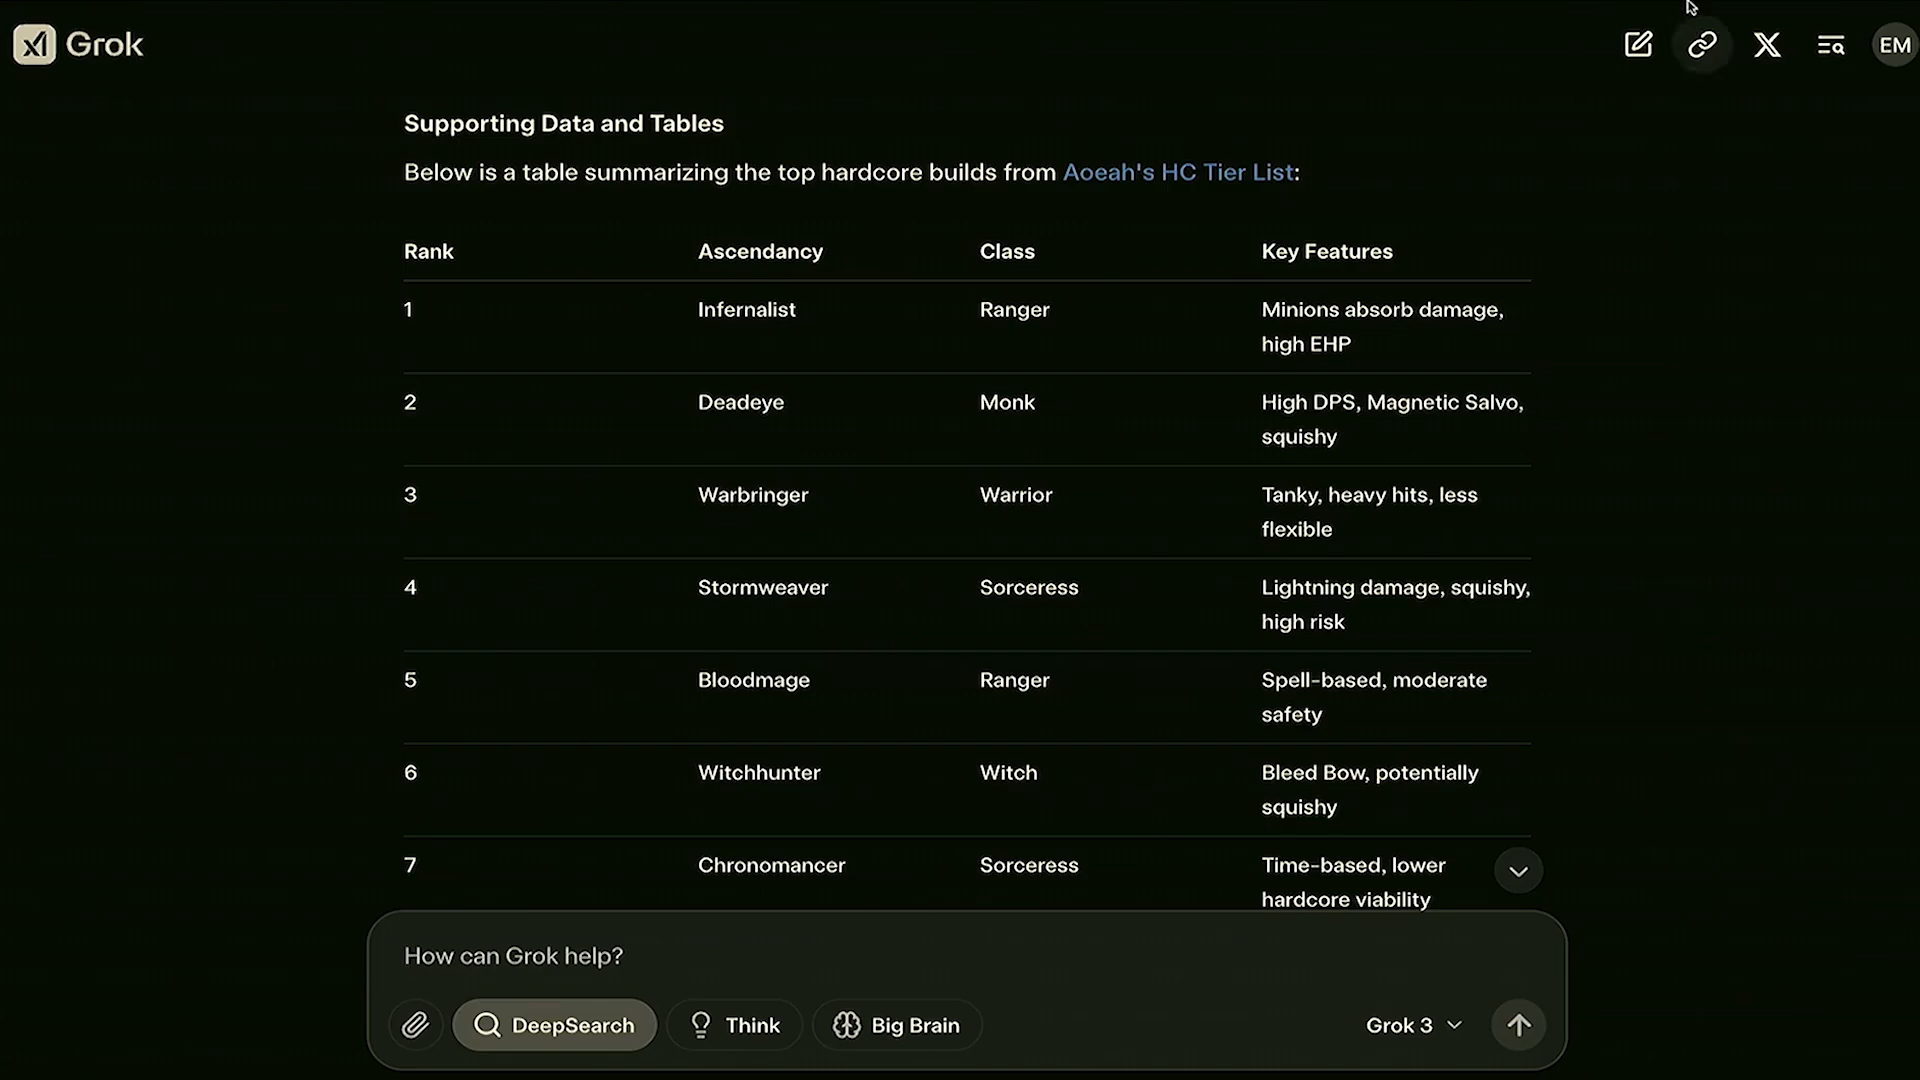 xI Grok
EM
Supporting Data and Tables
Below is a table summarizing the top hardcore builds from Aoeah's HC Tier List:
Rank Ascendancy Class Key Features
1 Infernalist Ranger Minions absorb damage,
high EHP
2 Deadeye Monk High DPS, Magnetic Salvo,
squishy
3 Warbringer Warrior Tanky, heavy hits, less
flexible
4 Stormweaver Sorceress Lightning damage, squishy,
high risk
5 Bloodmage Ranger Spell-based, moderate
safety
6 Witchhunter Witch Bleed Bow, potentially
squishy
7 Chronomancer Sorceress Time-based, lower
hardcore viability
How can Grok help?
DeepSearch Think Big Brain Grok 3